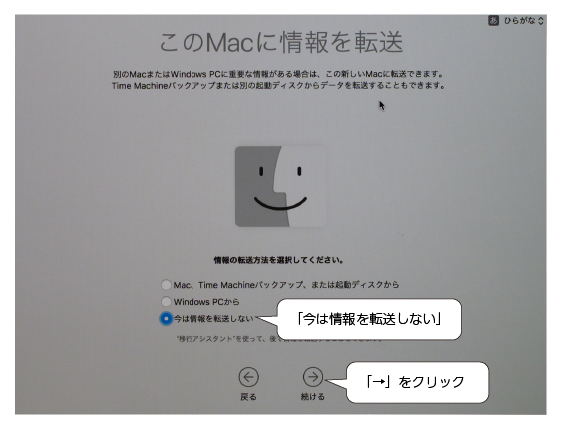 あ ひらがな
このMacに情報を転送
別のMacまたはWindows PCに重要な情報がある場合は、この新しいMacに転送できます。
Time Machineバックアップまたは別の起動ディスクからデータを転送することもできます。
情報の転送方法を選択してください。
Mac、Time Machineバックアップ、または起動ディスクから
Windows PCから
今は情報を転送しない
「今は情報を転送しない」
"移行アシスタント"を使って、後で
「→」をクリック
戻る
続ける